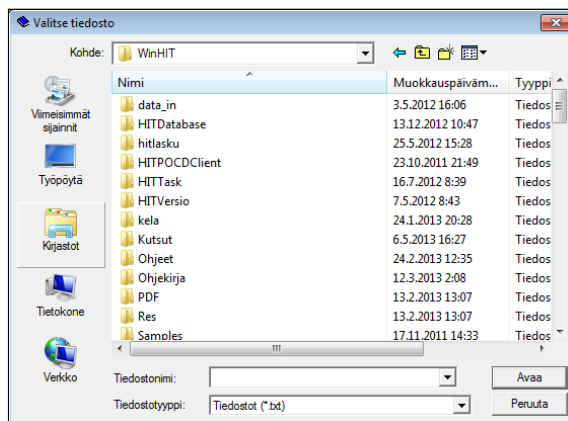 Valitse tiedosto
Kohde: WinHIT
Nimi Muokkauspäiväm... Tyyppi
data_in 3.5.2012 16:06 Tiedos
HITDatabase 13.12.2012 10:47 Tiedos
hitlasku 25.5.2012 15:28 Tiedos
HITPOCDClient 23.10.2011 21:49 Tiedos
HITTask 16.7.2012 8:39 Tiedos
HITVersio 7.5.2012 8:43 Tiedos
kela 24.1.2013 20:28 Tiedos
Kutsut 6.5.2013 16:27 Tiedos
Ohjeet 24.2.2013 12:35 Tiedos
Ohjekirja 12.3.2013 2:08 Tiedos
PDF 13.2.2013 13:07 Tiedos
Res 13.2.2013 13:07 Tiedos
Samples 17.11.2011 14:33 Tiedos
Viimeisimmät
sijainnit
Työpöytä
Kirjastot
Tietokone
Verkko
Tiedostonimi: Avaa
Tiedostotyyppi: Tiedostot (*.txt) Peruuta